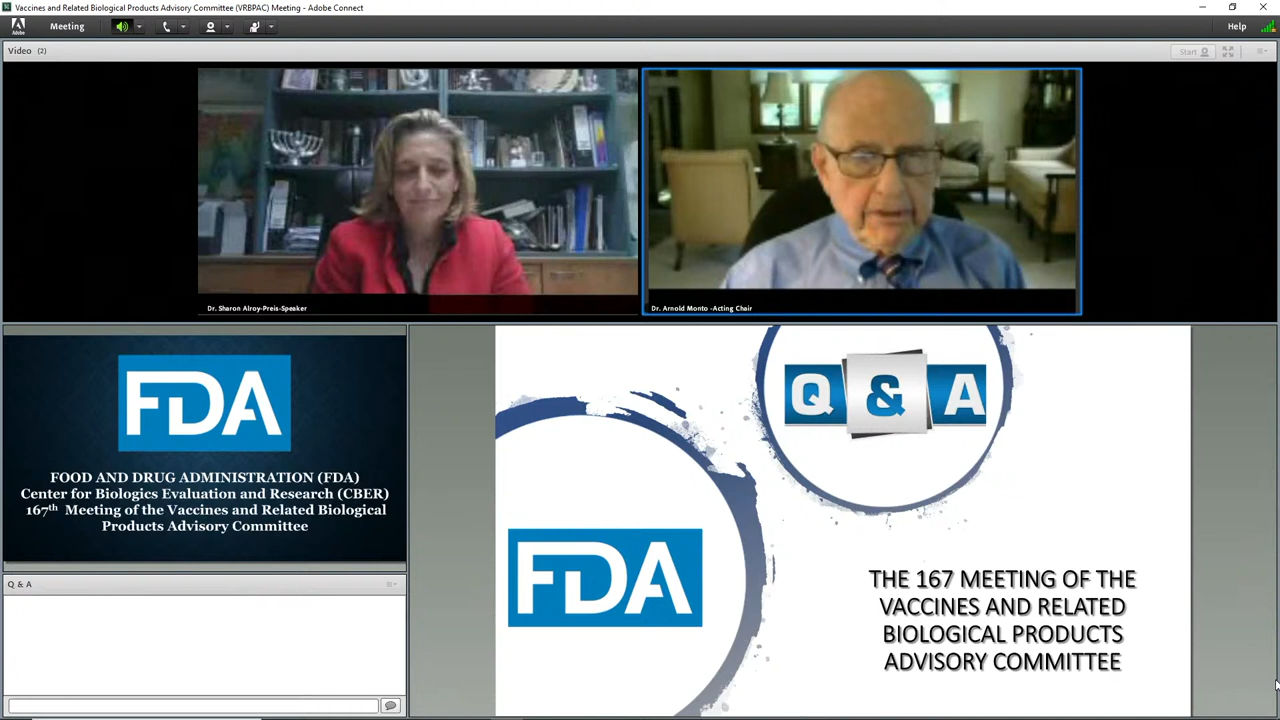 Vaccines and Related Biological Products Advisory Committee (VRBPAC) Meeting - Adobe Connect
Meeting
Help
Video (2)
Start
Dr. Sharon Alroy-Preis-Speaker
Dr. Arnold Monto -Acting Chair
FDA
FOOD AND DRUG ADMINISTRATION (FDA)
Center for Biologics Evaluation and Research (CBER)
167th Meeting of the Vaccines and Related Biological
Products Advisory Committee
Q & A
Q & A
FDA
THE 167 MEETING OF THE
VACCINES AND RELATED
BIOLOGICAL PRODUCTS
ADVISORY COMMITTEE